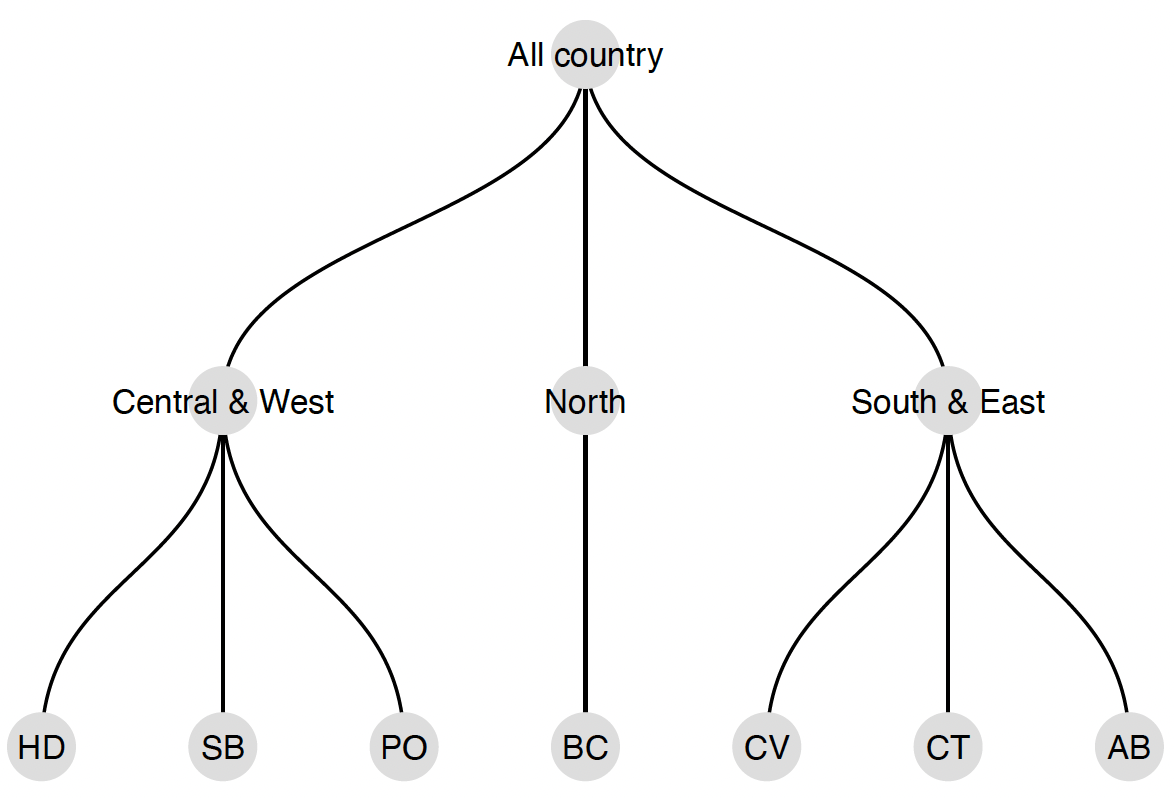 All country
Central & West
North
South & East
HD
SB
PO
BC
CV
CT
AB